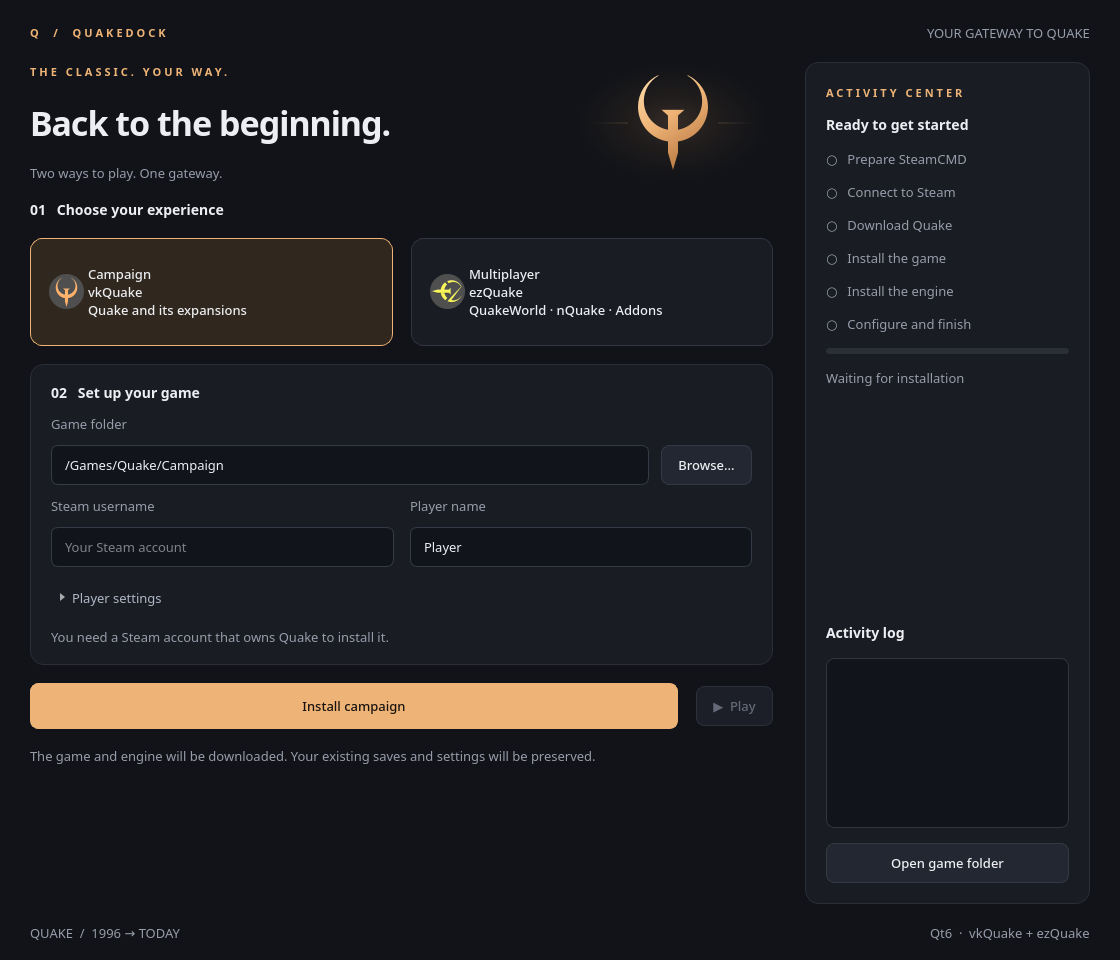 Q / QUAKEDOCK
YOUR GATEWAY TO QUAKE
THE CLASSIC. YOUR WAY.
Back to the beginning.
Two ways to play. One gateway.
01 Choose your experience
Campaign
vkQuake
Quake and its expansions
Multiplayer
ezQuake
QuakeWorld · nQuake · Addons
02 Set up your game
Game folder
/Games/Quake/Campaign
Browse...
Steam username
Player name
Your Steam account
Player
Player settings
You need a Steam account that owns Quake to install it.
Install campaign
▶ Play
The game and engine will be downloaded. Your existing saves and settings will be preserved.
ACTIVITY CENTER
Ready to get started
○ Prepare SteamCMD
○ Connect to Steam
○ Download Quake
○ Install the game
○ Install the engine
○ Configure and finish
Waiting for installation
Activity log
Open game folder
QUAKE / 1996 → TODAY
Qt6 · vkQuake + ezQuake